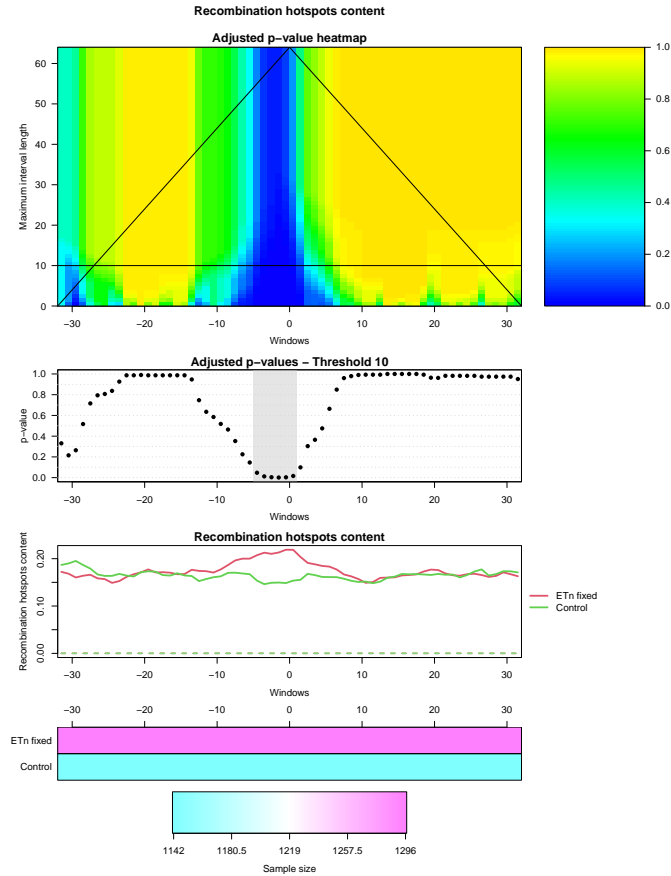 Recombination hotspots content
Adjusted p-value heatmap
Maximum interval length
60
50
40
30
20
10
0
−30 −20 −10 0 10 20 30
Windows
1.0
0.8
0.6
0.4
0.2
0.0
Adjusted p-values − Threshold 10
p-value
1.0
0.8
0.6
0.4
0.2
0.0
−30 −20 −10 0 10 20 30
Windows
Recombination hotspots content
Recombination hotspots content
0.20
0.10
0.00
−30 −20 −10 0 10 20 30
Windows
ETn fixed
Control
−30 −20 −10 0 10 20 30
ETn fixed
Control
1142 1180.5 1219 1257.5 1296
Sample size